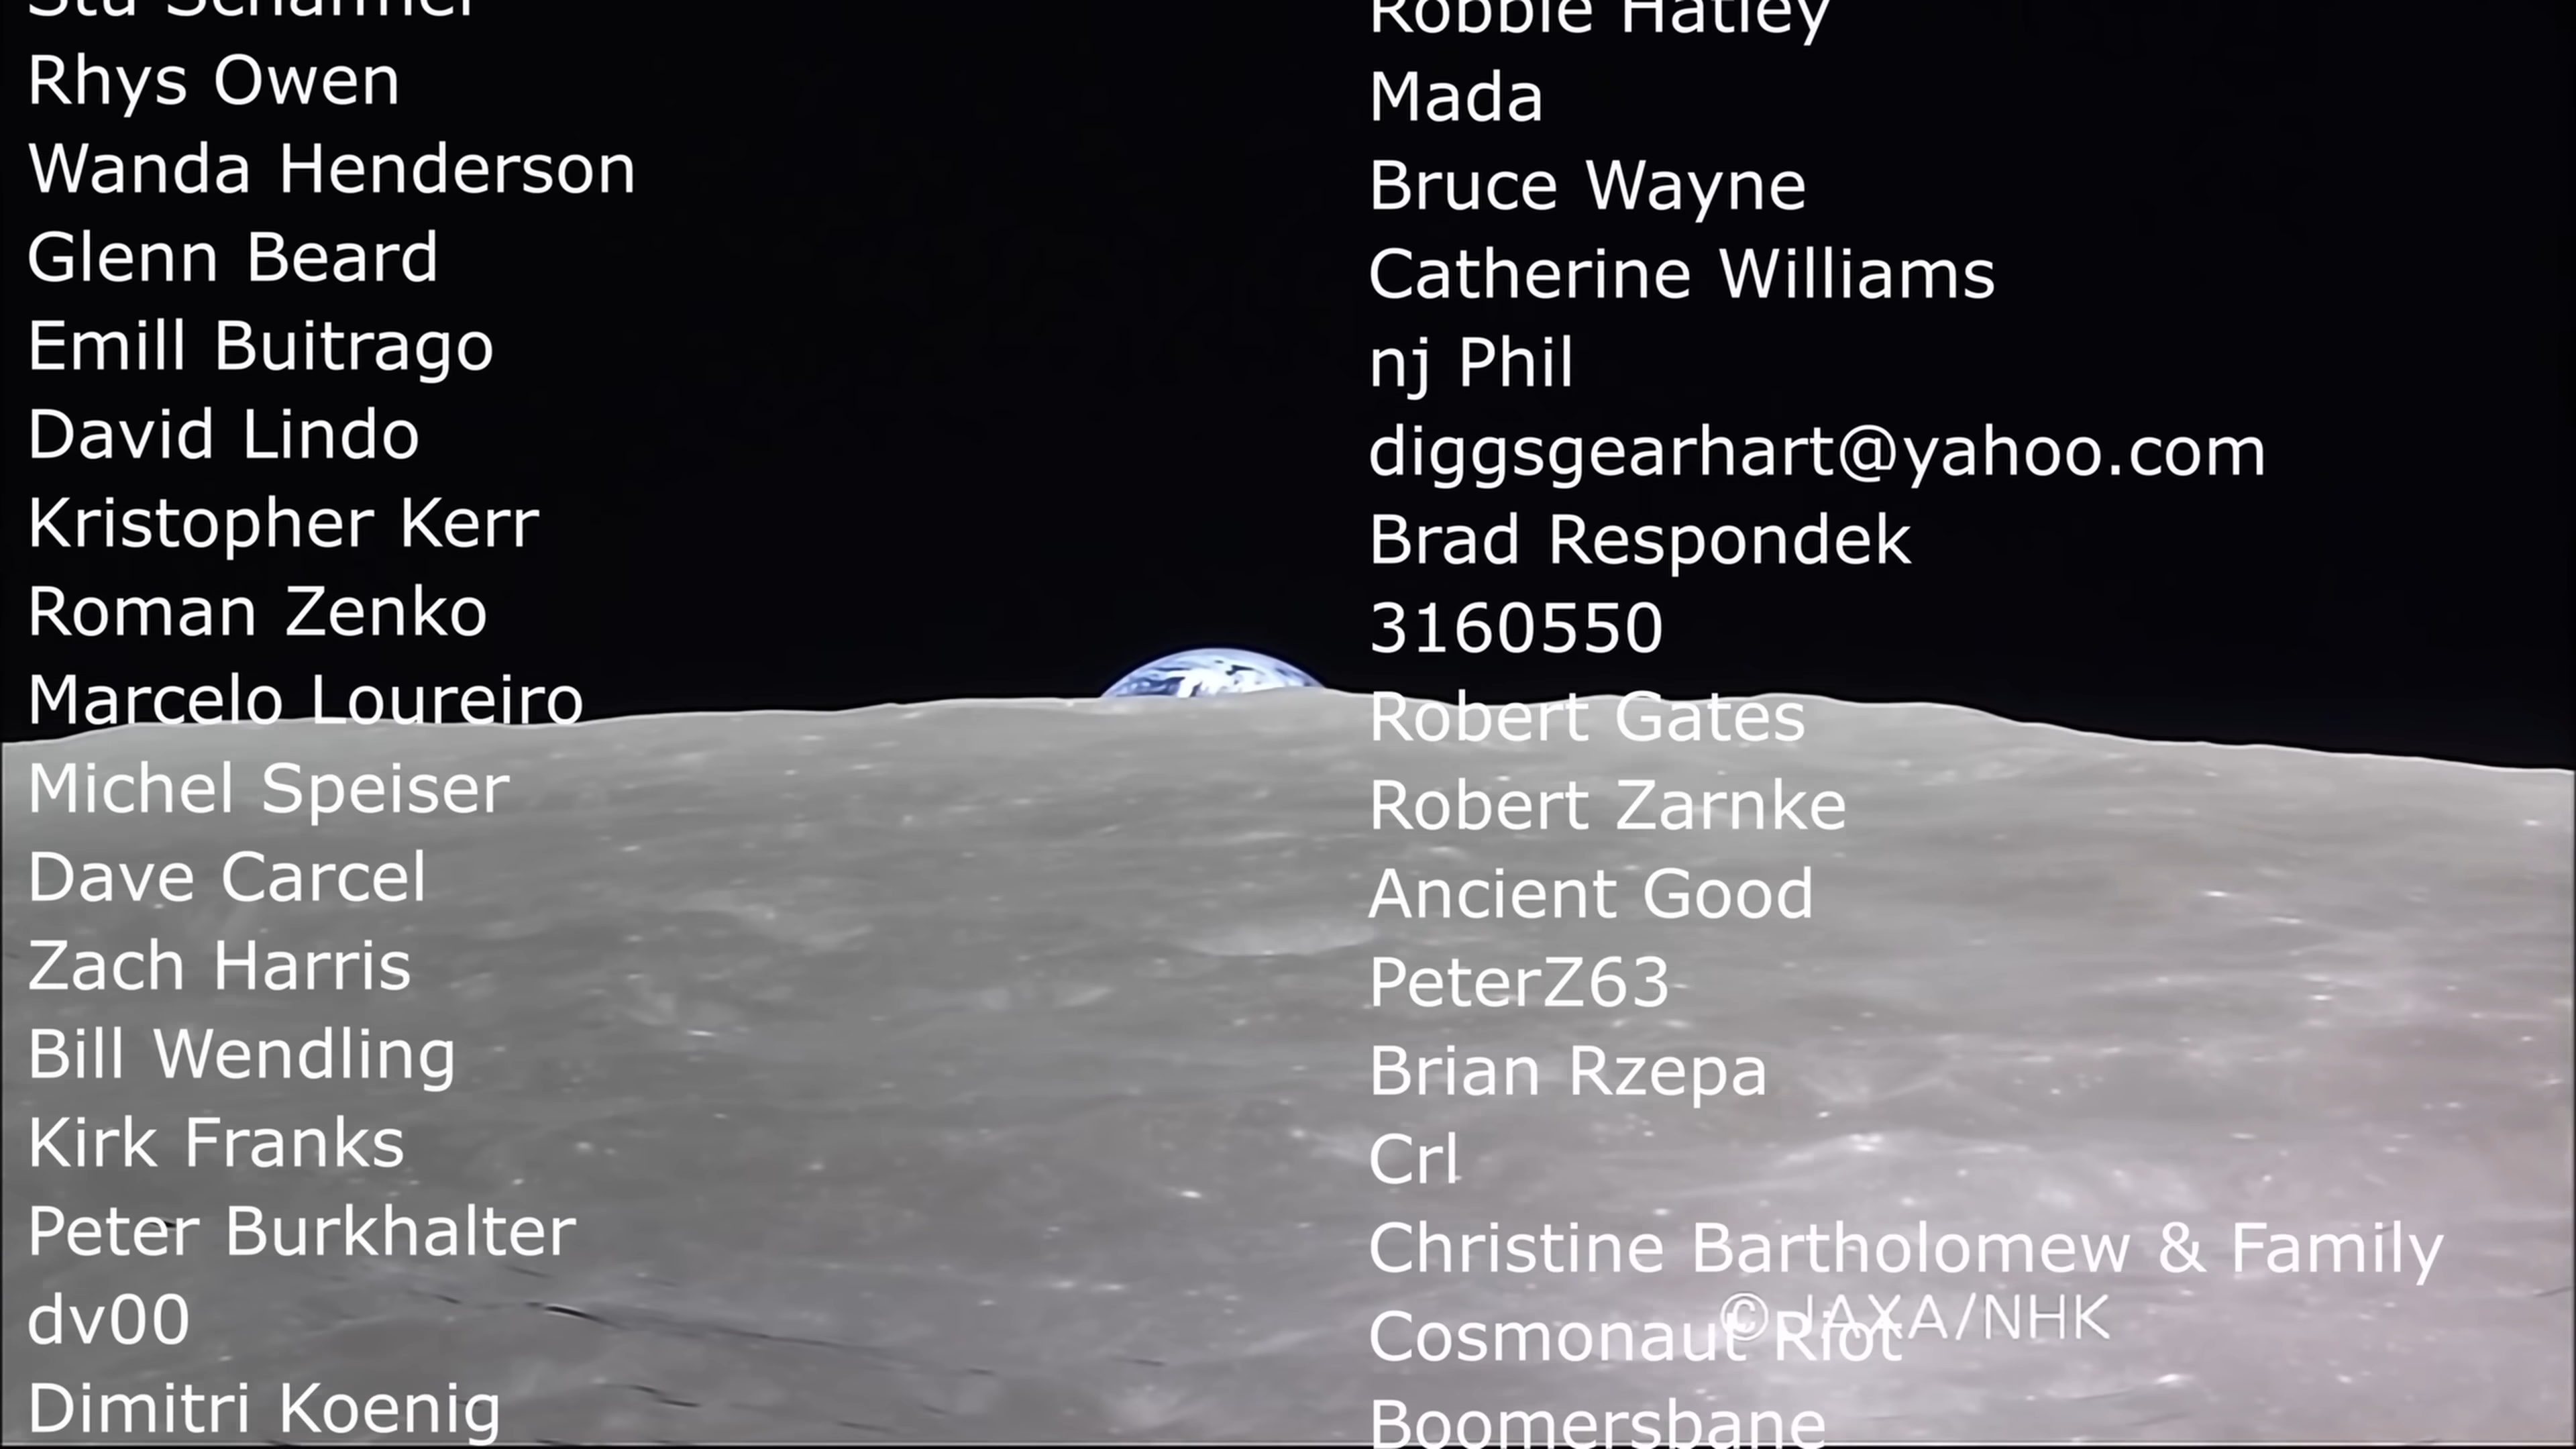 Rhys Owen
Wanda Henderson
Glenn Beard
Emill Buitrago
David Lindo
Kristopher Kerr
Roman Zenko
Marcelo Loureiro
Michel Speiser
Dave Carcel
Zach Harris
Bill Wendling
Kirk Franks
Peter Burkhalter
dv00
Dimitri Koenig
Robbie Hatley
Mada
Bruce Wayne
Catherine Williams
nj Phil
diggsgearhart@yahoo.com
Brad Respondek
3160550
Robert Gates
Robert Zarnke
Ancient Good
PeterZ63
Brian Rzepa
Crl
Christine Bartholomew & Family
Cosmonaut Riot
Boomersbane
©JAXA/NHK